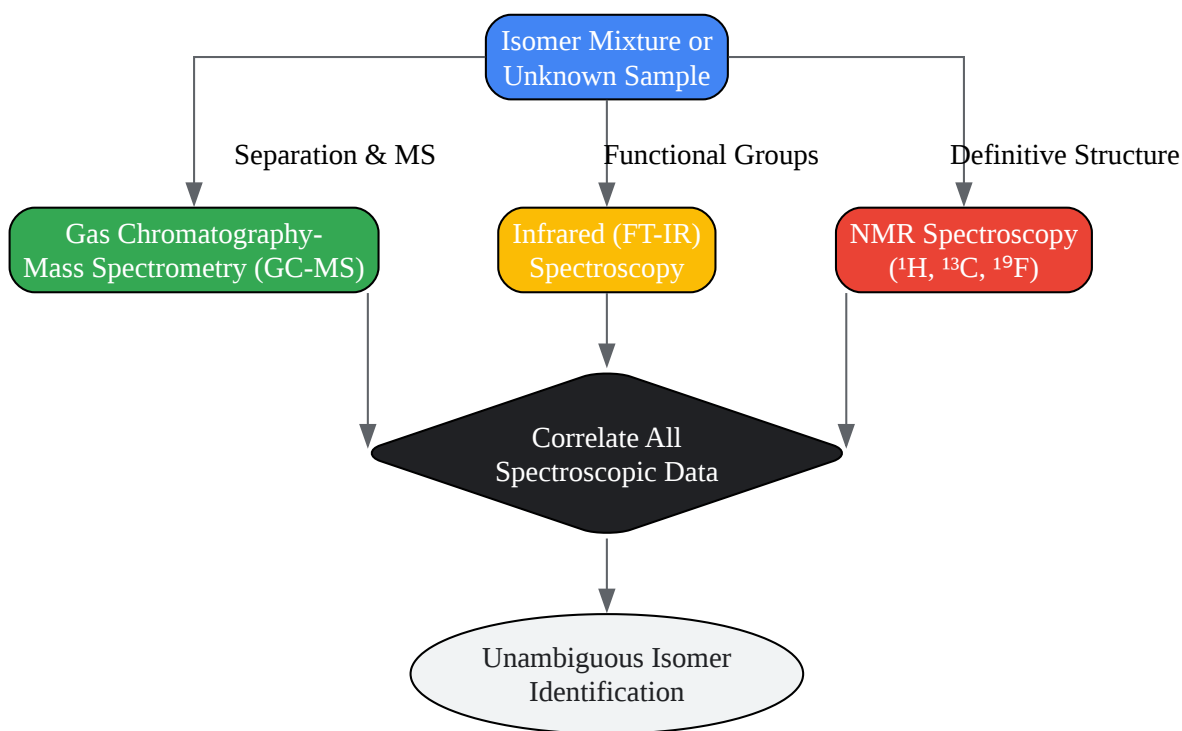 Isomer Mixture or
Unknown Sample
Separation & MS
Functional Groups
Definitive Structure
Gas Chromatography-
Mass Spectrometry (GC-MS)
Infrared (FT-IR)
Spectroscopy
NMR Spectroscopy
(¹H, ¹³C, ¹⁹F)
Correlate All
Spectroscopic Data
Unambiguous Isomer
Identification